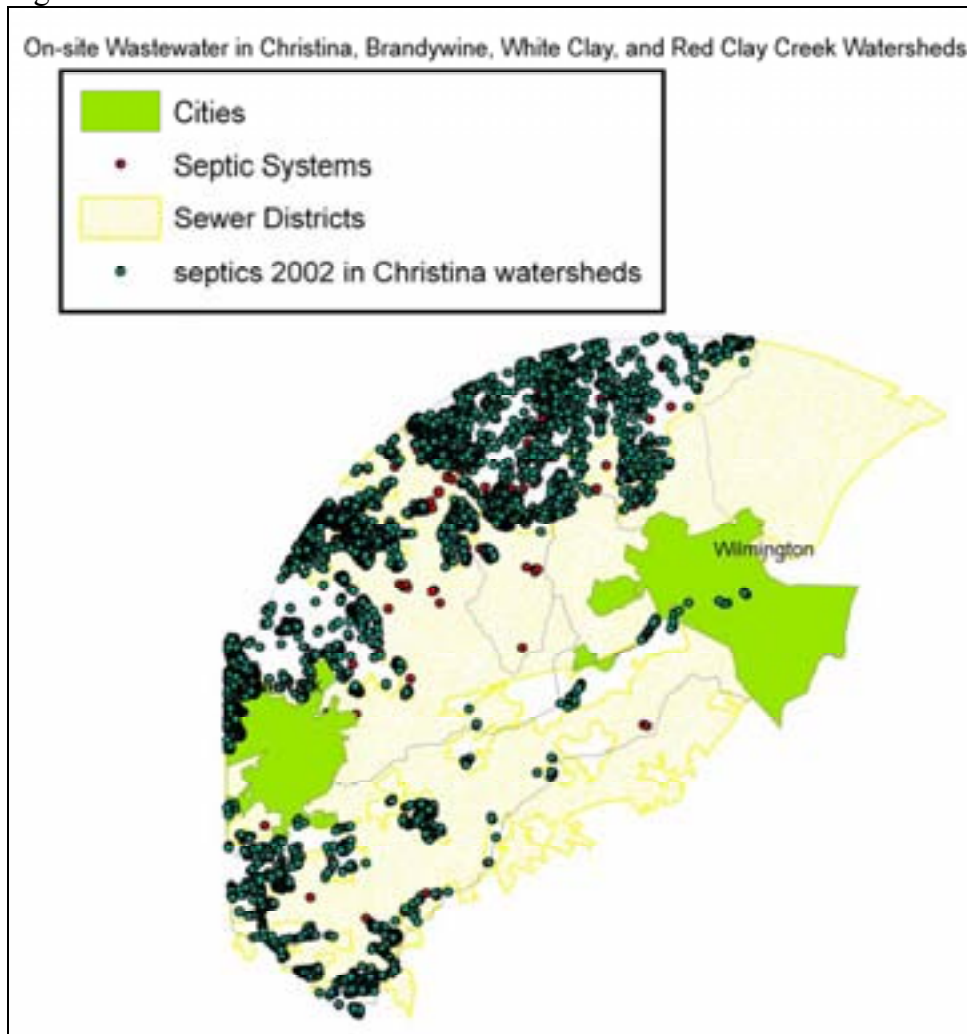 On-site Wastewater in Christina, Brandywine, White Clay, and Red Clay Creek Watersheds
Cities
Septic Systems
Sewer Districts
septics 2002 in Christina watersheds
Wilmington